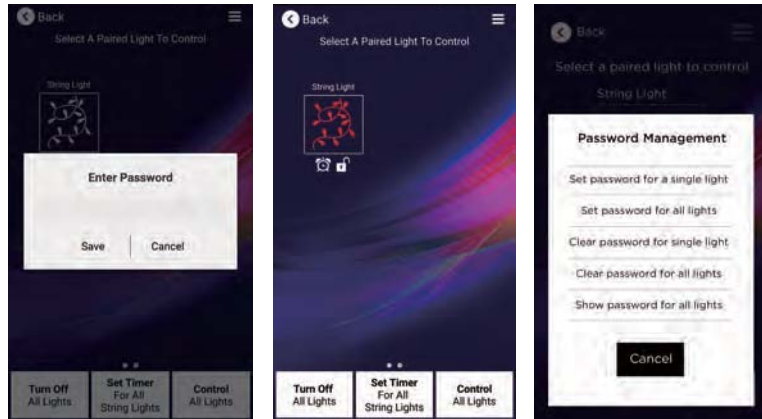 Back
Select A Paired Light To Control
String Light
Enter Password
Save
Cancel
Turn Off
All Lights
Set Timer
For All
String Lights
Control
All Lights
Back
Select A Paired Light To Control
String Light
Turn Off
All Lights
Set Timer
For All
String Lights
Control
All Lights
Back
Select a paired light to control
String Light
Password Management
Set password for a single light
Set password for all lights
Clear password for single light
Clear password for all lights
Show password for all lights
Cancel